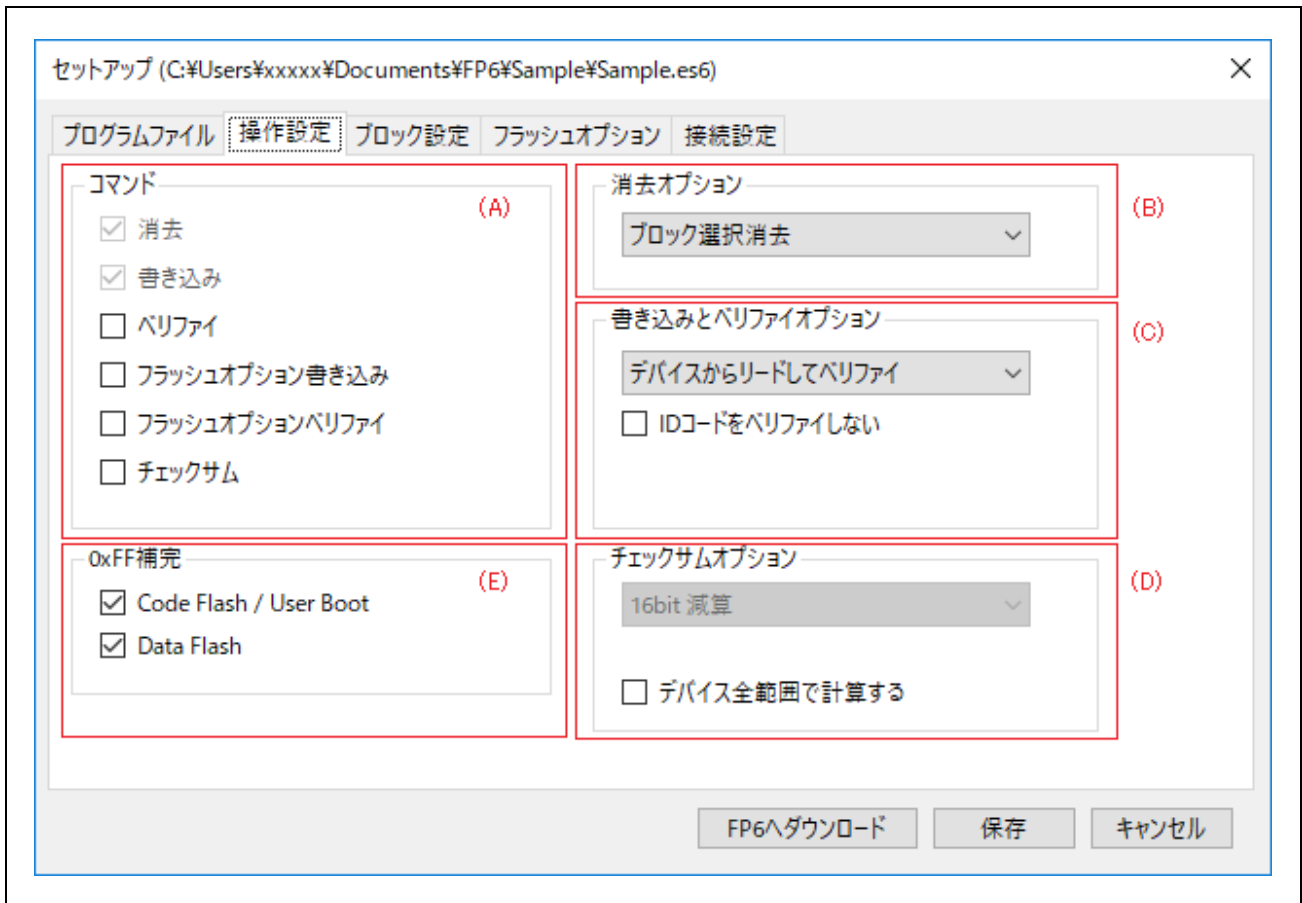 セットアップ (C:¥Users¥xxxxx¥Documents¥FP6¥Sample¥Sample.es6)
プログラムファイル 操作設定 ブロック設定 フラッシュオプション 接続設定
コマンド
(A)
消去
書き込み
ベリファイ
フラッシュオプション書き込み
フラッシュオプションベリファイ
チェックサム
消去オプション
(B)
ブロック選択消去
書き込みとベリファイオプション
(C)
デバイスからリードしてベリファイ
IDコードをベリファイしない
0xFF補完
(E)
Code Flash / User Boot
Data Flash
チェックサムオプション
(D)
16bit 減算
デバイス全範囲で計算する
FP6へダウンロード 保存 キャンセル